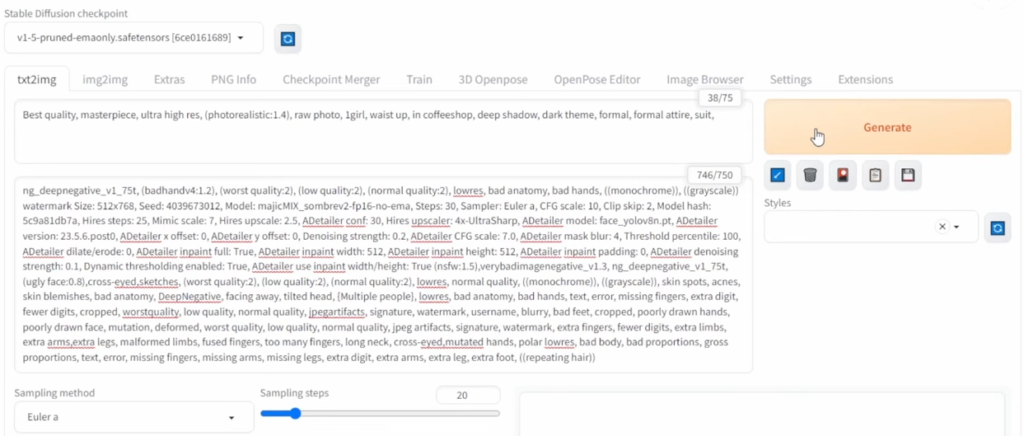 Stable Diffusion checkpoint
v1-5-pruned-emaonly.safetensors [6ce0161689]
txt2img img2img Extras PNG Info Checkpoint Merger Train 3D Openpose OpenPose Editor Image Browser Settings Extensions
38/75
Best quality, masterpiece, ultra high res, (photorealistic:1.4), raw photo, 1girl, waist up, in coffeeshop, deep shadow, dark theme, formal, formal attire, suit,
Generate
746/750
ng_deepnegative_v1_75t, (badhandv4:1.2), (worst quality:2), (low quality:2), (normal quality:2), lowres, bad anatomy, bad hands, ((monochrome)), ((grayscale))
watermark Size: 512x768, Seed: 4039673012, Model: majicMIX_sombrev2-fp16-no-ema, Steps: 30, Sampler: Euler a, CFG scale: 10, Clip skip: 2, Model hash:
5c9a81db7a, Hires steps: 25, Mimic scale: 7, Hires upscale: 2.5, ADetailer conf: 30, Hires upscaler: 4x-UltraSharp, ADetailer model: face_yolov8n.pt, ADetailer
version: 23.5.6.post0, ADetailer x offset: 0, ADetailer y offset: 0, Denoising strength: 0.2, ADetailer CFG scale: 7.0, ADetailer mask blur: 4, Threshold percentile: 100,
ADetailer dilate/erode: 0, ADetailer inpaint full: True, ADetailer inpaint width: 512, ADetailer inpaint height: 512, ADetailer inpaint padding: 0, ADetailer denoising
strength: 0.1, Dynamic thresholding enabled: True, ADetailer use inpaint width/height: True (nsfw:1.5),verybadimagenegative_v1.3, ng_deepnegative_v1_75t,
(ugly face:0.8),cross-eyed,sketches, (worst quality:2), (low quality:2), (normal quality:2), lowres, normal quality, ((monochrome)), ((grayscale)), skin spots, acnes,
skin blemishes, bad anatomy, DeepNegative, facing away, tilted head, {Multiple people}, lowres, bad anatomy, bad hands, text, error, missing fingers, extra digit,
fewer digits, cropped, worstquality, low quality, normal quality, jpegartifacts, signature, watermark, username, blurry, bad feet, cropped, poorly drawn hands,
poorly drawn face, mutation, deformed, worst quality, low quality, normal quality, jpeg artifacts, signature, watermark, extra fingers, fewer digits, extra limbs,
extra arms,extra legs, malformed limbs, fused fingers, too many fingers, long neck, cross-eyed,mutated hands, polar lowres, bad body, bad proportions, gross
proportions, text, error, missing fingers, missing arms, missing legs, extra digit, extra arms, extra leg, extra foot, ((repeating hair))
Styles
Sampling method
Euler a
Sampling steps
20